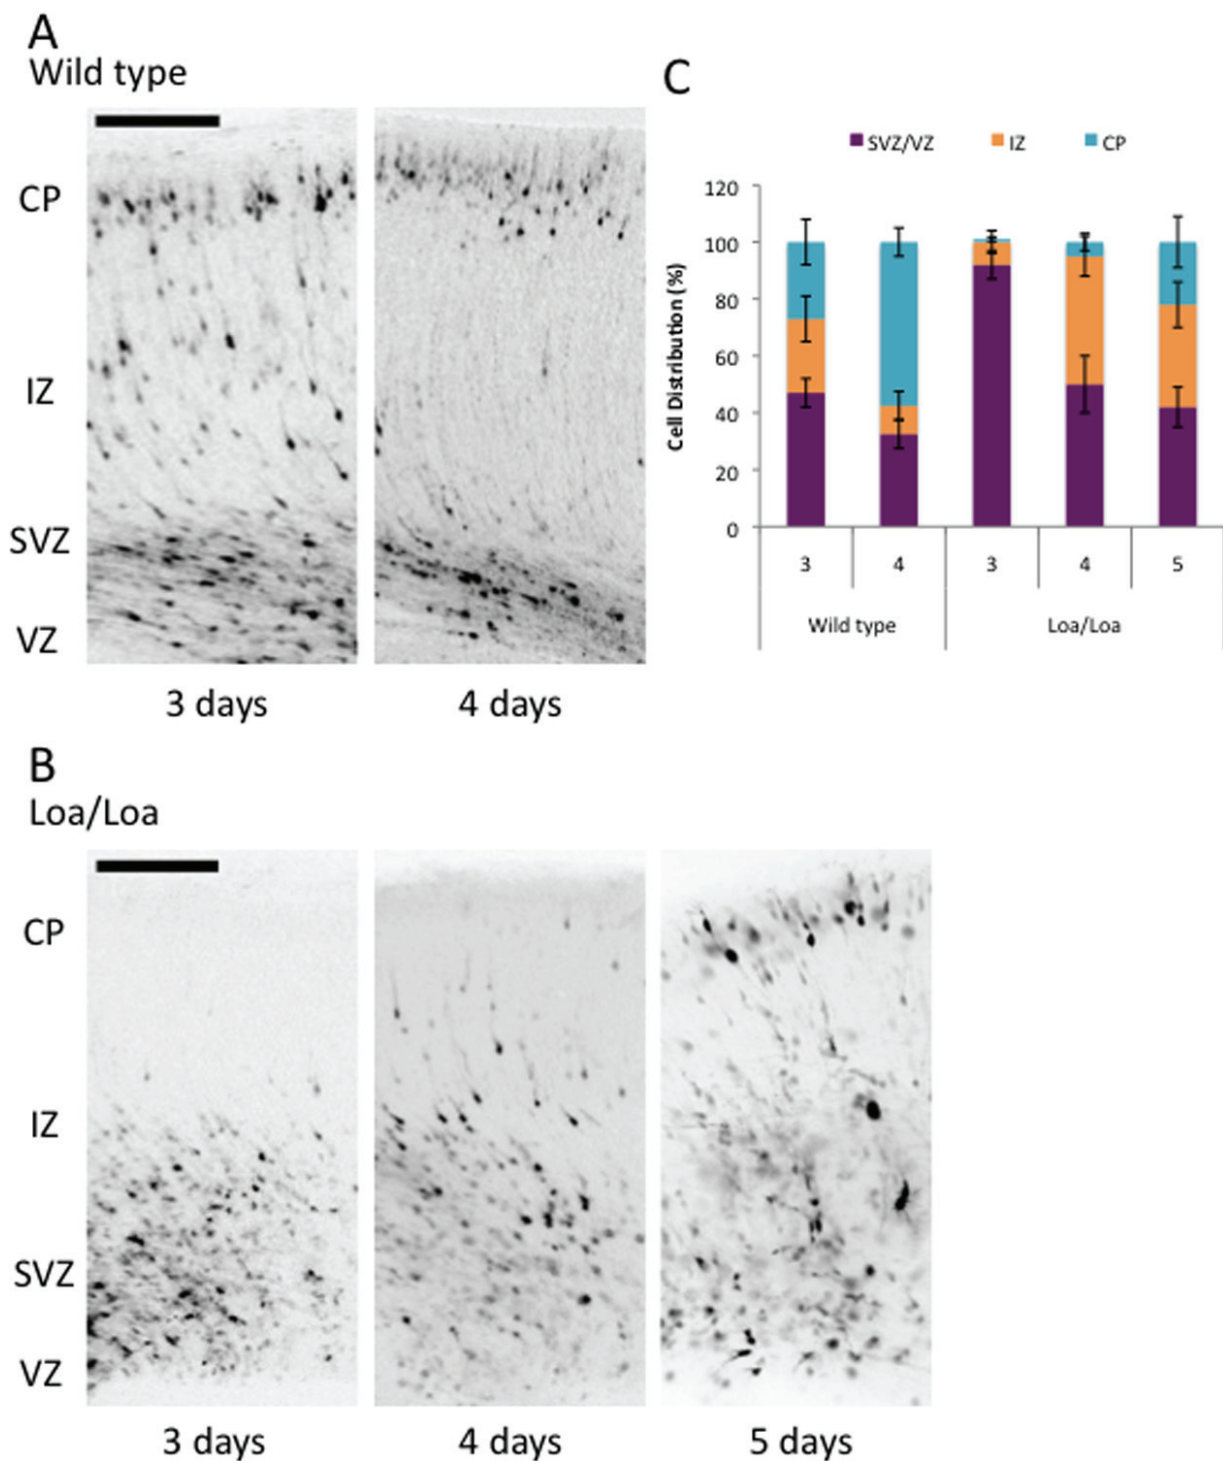 A
Wild type
CP
IZ
SVZ
VZ
3 days
4 days
C
SVZ/VZ IZ CP
Cell Distribution (%)
120
100
80
60
40
20
0
3 4 3 4 5
Wild type Loa/Loa
B
Loa/Loa
CP
IZ
SVZ
VZ
3 days
4 days
5 days